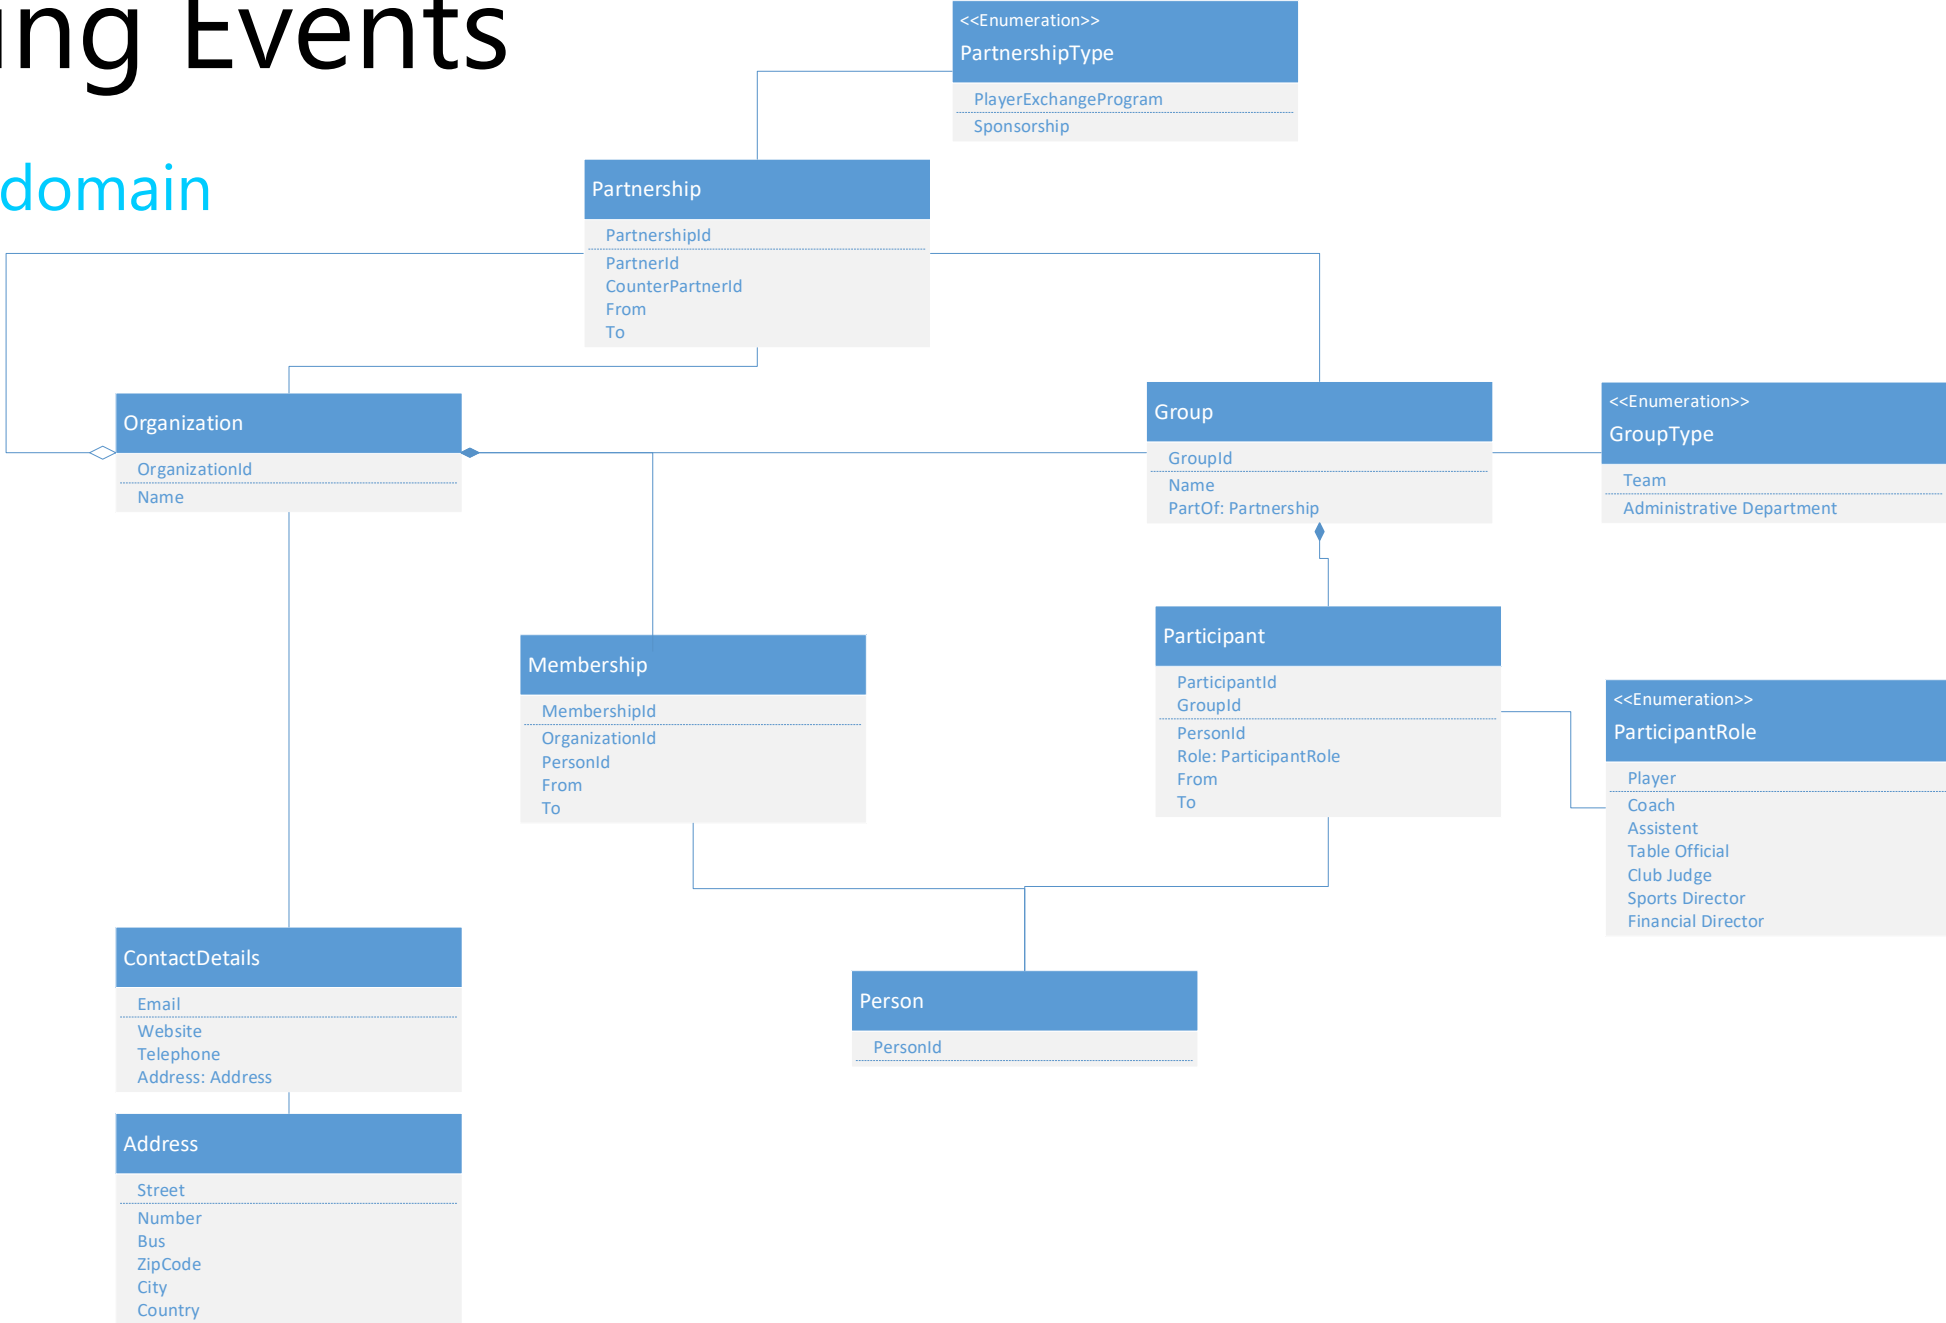 ing Events
domain
<<Enumeration>>
PartnershipType
PlayerExchangeProgram
Sponsorship
Partnership
PartnershipId
PartnerId
CounterPartnerId
From
To
Organization
OrganizationId
Name
Group
GroupId
Name
PartOf: Partnership
<<Enumeration>>
GroupType
Team
Administrative Department
Membership
MembershipId
OrganizationId
PersonId
From
To
Participant
ParticipantId
GroupId
PersonId
Role: ParticipantRole
From
To
<<Enumeration>>
ParticipantRole
Player
Coach
Assistent
Table Official
Club Judge
Sports Director
Financial Director
ContactDetails
Email
Website
Telephone
Address: Address
Person
PersonId
Address
Street
Number
Bus
ZipCode
City
Country